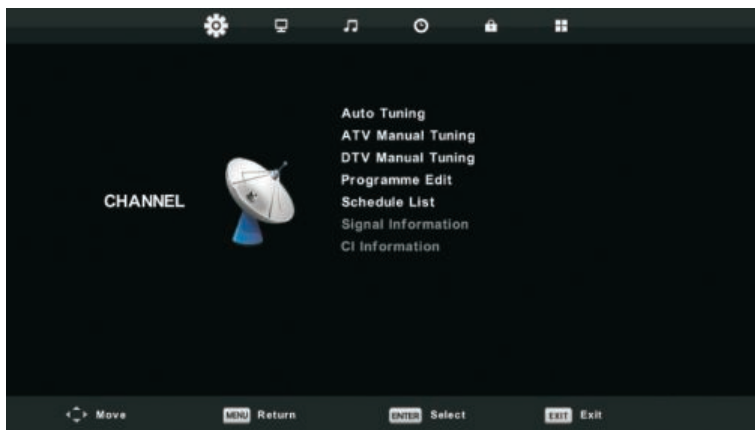 Auto Tuning
ATV Manual Tuning
DTV Manual Tuning
Programme Edit
CHANNEL
Schedule List
Signal Information
CI Information
Move MENU Return ENTER Select EXIT Exit